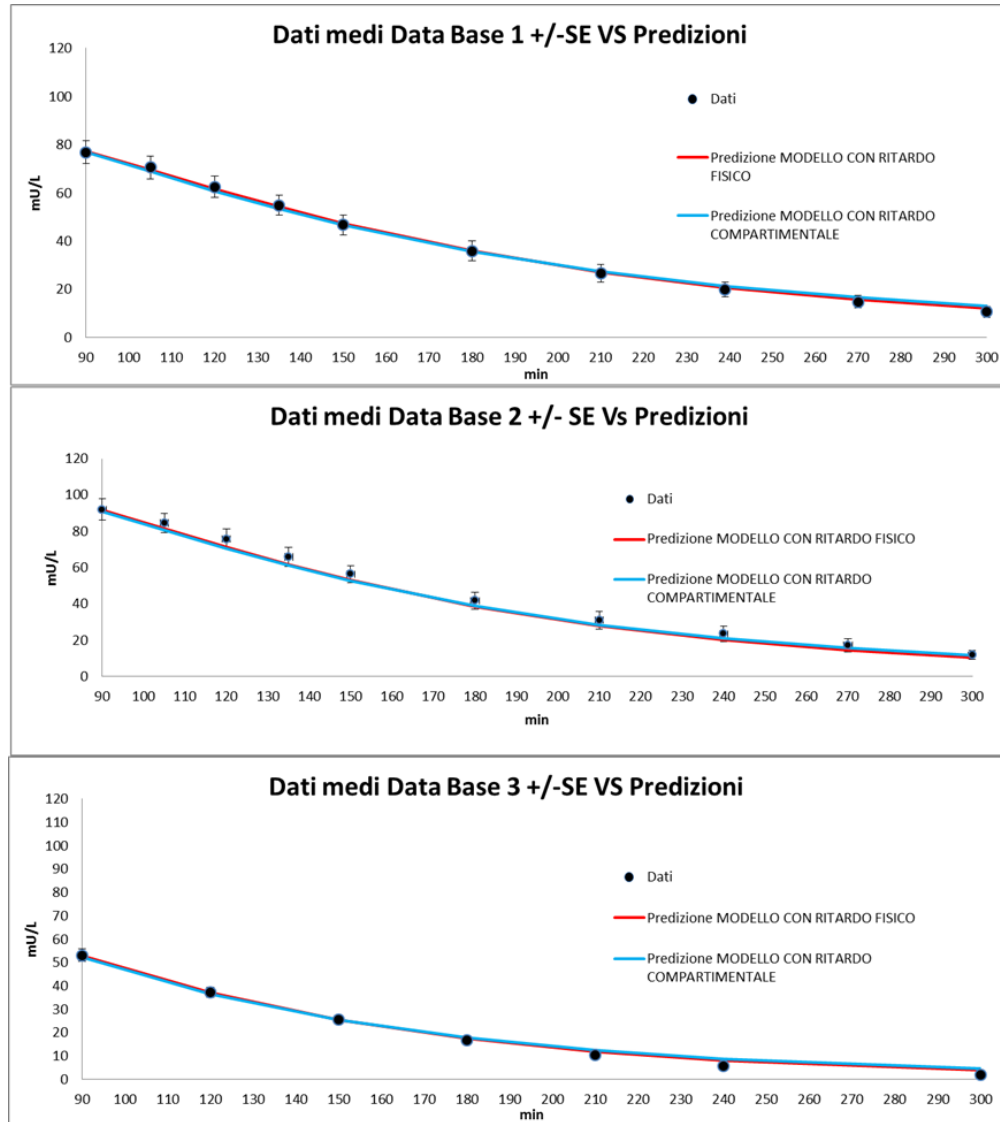 Dati medi Data Base 1 +/-SE VS Predizioni
120
100
80
60
40
20
0
mU/L
Dati
Predizione MODELLO CON RITARDO
FISICO
Predizione MODELLO CON RITARDO
COMPARTIMENTALE
90 100 110 120 130 140 150 160 170 180 190 200 210 220 230 240 250 260 270 280 290 300
min
Dati medi Data Base 2 +/- SE Vs Predizioni
120
100
80
60
40
20
0
mU/L
Dati
Predizione MODELLO CON RITARDO FISICO
Predizione MODELLO CON RITARDO
COMPARTIMENTALE
90 100 110 120 130 140 150 160 170 180 190 200 210 220 230 240 250 260 270 280 290 300
min
Dati medi Data Base 3 +/-SE VS Predizioni
120
110
100
90
80
70
60
50
40
30
20
10
0
mU/L
Dati
Predizione MODELLO CON RITARDO FISICO
Predizione MODELLO CON RITARDO
COMPARTIMENTALE
90 100 110 120 130 140 150 160 170 180 190 200 210 220 230 240 250 260 270 280 290 300
min